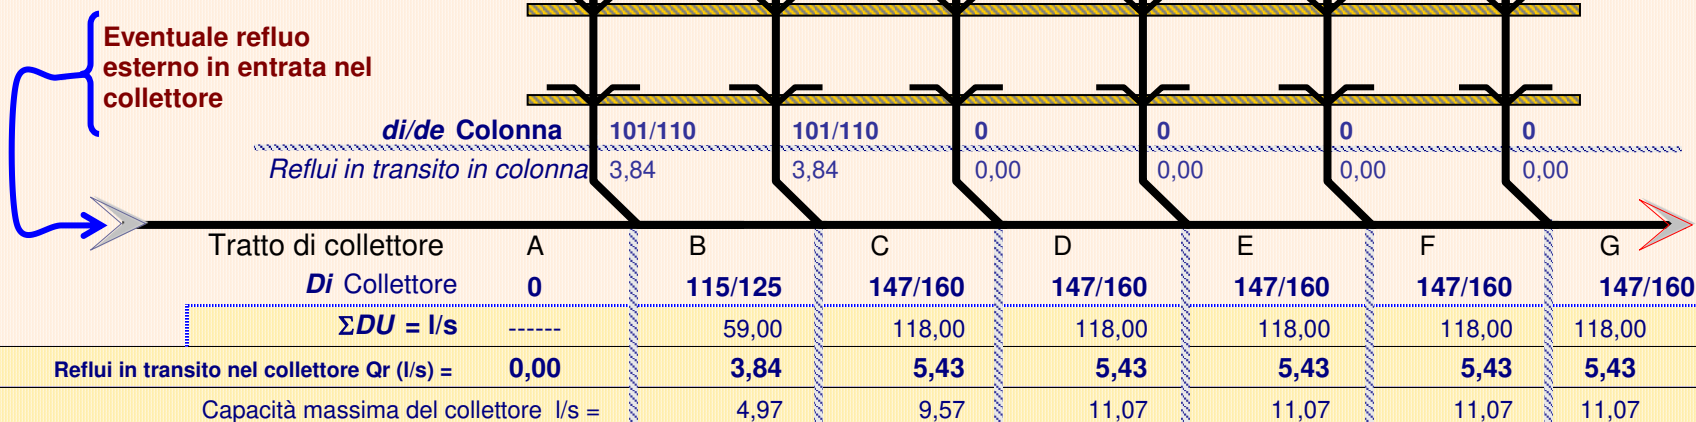 Eventuale refluo
esterno in entrata nel
collettore
di/de Colonna 101/110 101/110 0 0 0 0
Reflui in transito in colonna 3,84 3,84 0,00 0,00 0,00 0,00
Tratto di collettore A B C D E F G
Di Collettore 0 115/125 147/160 147/160 147/160 147/160 147/160
ΣDU = l/s ------ 59,00 118,00 118,00 118,00 118,00 118,00
Reflui in transito nel collettore Qr (l/s) = 0,00 3,84 5,43 5,43 5,43 5,43 5,43
Capacità massima del collettore l/s = 4,97 9,57 11,07 11,07 11,07 11,07